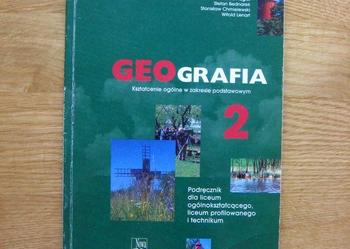 Stefan Bednarek
Stanisław Chmielewski
Witold Lenart
GEOGRAFIA
Kształcenie ogólne w zakresie podstawowym
2
Podręcznik
dla liceum
ogólnokształcącego,
liceum profilowanego
i technikum
Nowa